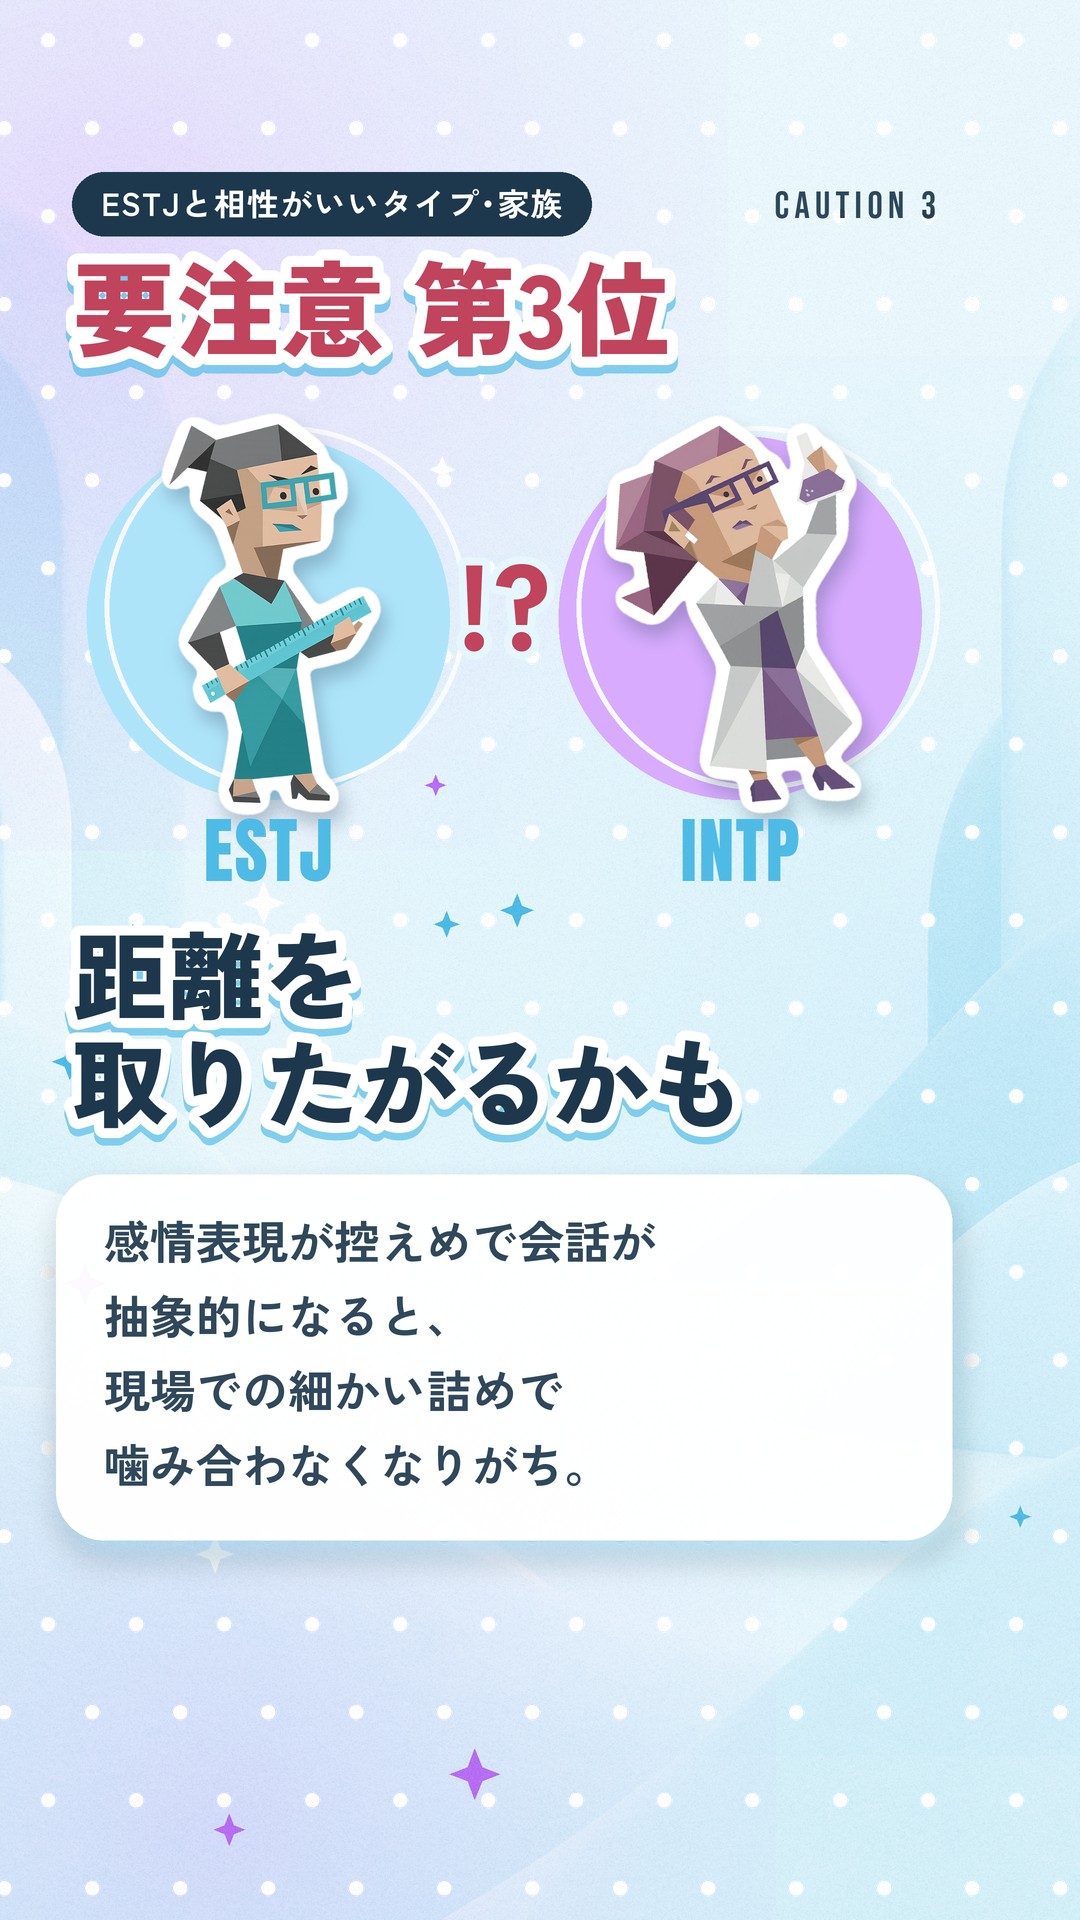 ESTJと相性がいいタイプ・家族
CAUTION 3
要注意 第3位
!?
ESTJ
INTP
距離を
取りたがるかも
感情表現が控えめで会話が
抽象的になると、
現場での細かい詰めで
噛み合わなくなりがち。